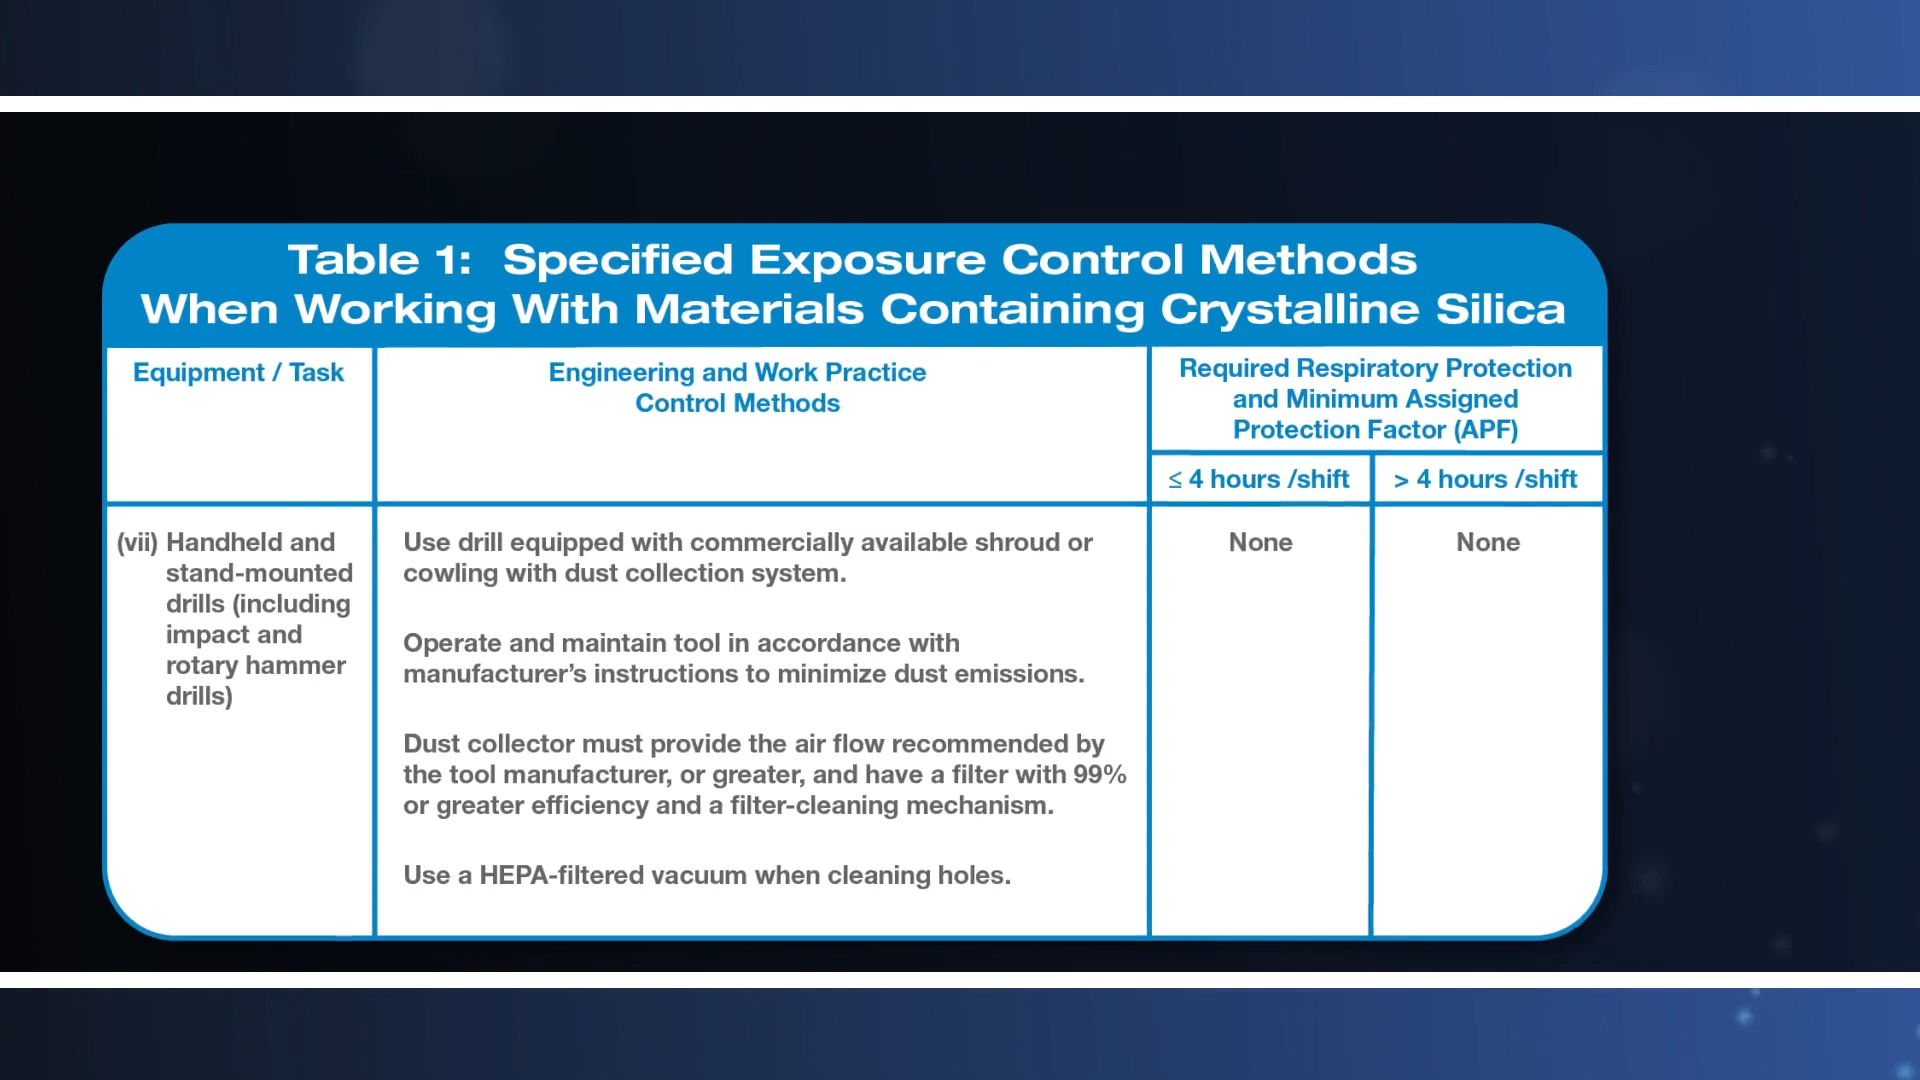 Table 1: Specified Exposure Control Methods
When Working With Materials Containing Crystalline Silica
Equipment / Task
Engineering and Work Practice
Control Methods
Required Respiratory Protection
and Minimum Assigned
Protection Factor (APF)
≤ 4 hours /shift
> 4 hours /shift
(vii) Handheld and
stand-mounted
drills (including
impact and
rotary hammer
drills)
Use drill equipped with commercially available shroud or
cowling with dust collection system.
Operate and maintain tool in accordance with
manufacturer’s instructions to minimize dust emissions.
Dust collector must provide the air flow recommended by
the tool manufacturer, or greater, and have a filter with 99%
or greater efficiency and a filter-cleaning mechanism.
Use a HEPA-filtered vacuum when cleaning holes.
None
None